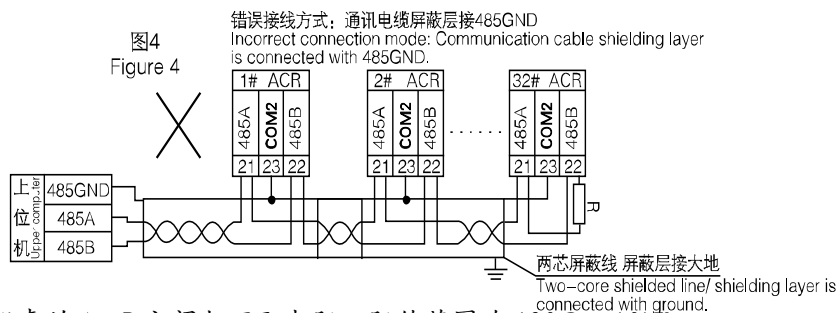 错误接线方式：通讯电缆屏蔽层接485GND
Incorrect connection mode: Communication cable shielding layer
is connected with 485GND.
图4
Figure 4
1# ACR
485A COM2 485B
21 23 22
2# ACR
485A COM2 485B
21 23 22
......
32# ACR
485A COM2 485B
21 23 22
R
上位机
Upper computer
485GND
485A
485B
两芯屏蔽线 屏蔽层接大地
Two-core shielded line/ shielding layer is
connected with ground.